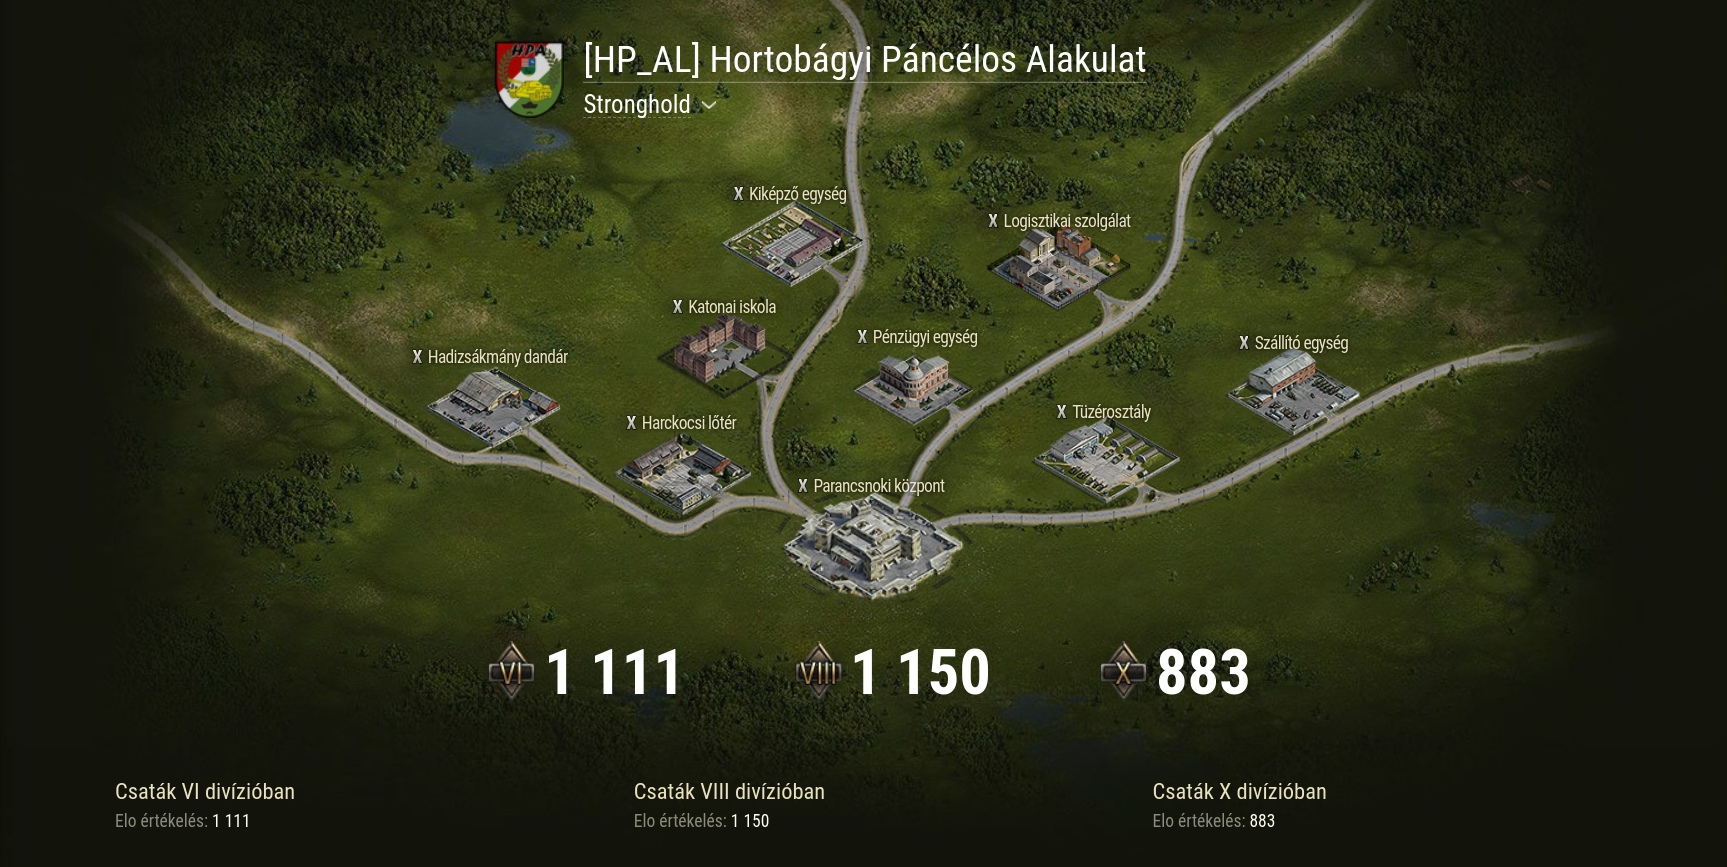 HPA
[HP_AL] Hortobágyi Páncélos Alakulat
Stronghold
X Kiképző egység
X Logisztikai szolgálat
X Katonai iskola
X Pénzügyi egység
X Szállító egység
X Hadizsákmány dandár
X Harckocsi lőtér
X Tüzérosztály
X Parancsnoki központ
VI 1 111
VIII 1 150
X 883
Csaták VI divízióban
Elo értékelés: 1 111
Csaták VIII divízióban
Elo értékelés: 1 150
Csaták X divízióban
Elo értékelés: 883